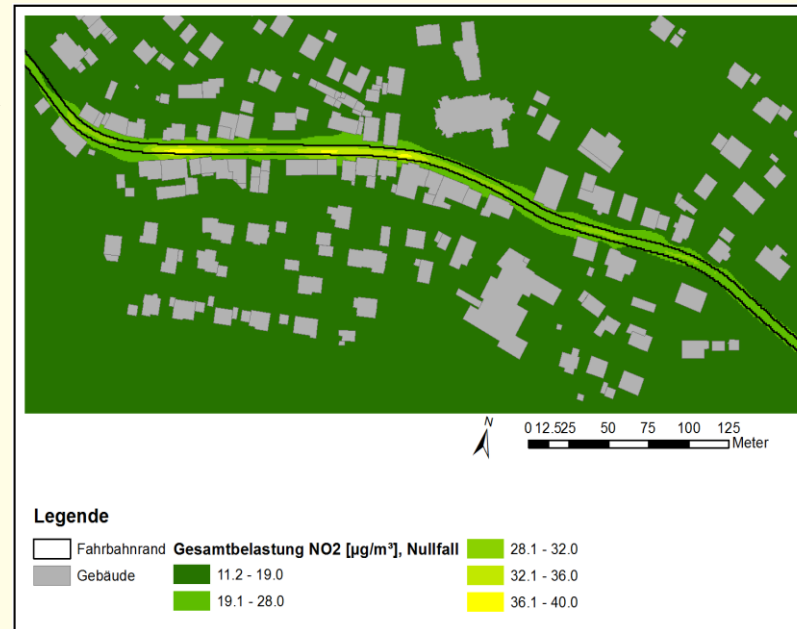 N
0 12.525 50 75 100 125
Meter
Legende
Fahrbahnrand
Gebäude
Gesamtbelastung NO2 [µg/m³], Nullfall
11.2 - 19.0
19.1 - 28.0
28.1 - 32.0
32.1 - 36.0
36.1 - 40.0